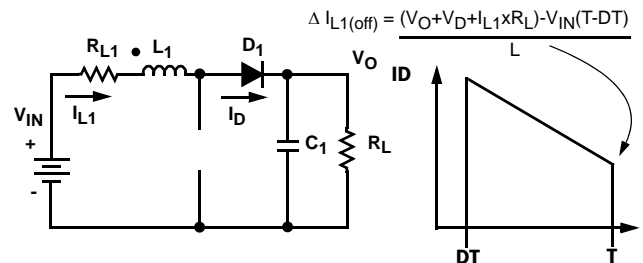 Δ I_L1(off) = (V_O+V_D+I_L1xR_L)-V_IN(T-DT)
L
R_L1 L_1 D_1 V_O
I_L1 I_D
V_IN
+
-
C_1 R_L
ID
DT T